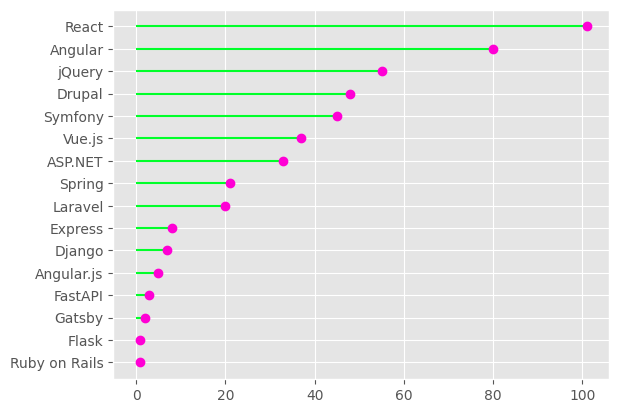 React
Angular
jQuery
Drupal
Symfony
Vue.js
ASP.NET
Spring
Laravel
Express
Django
Angular.js
FastAPI
Gatsby
Flask
Ruby on Rails
0 20 40 60 80 100